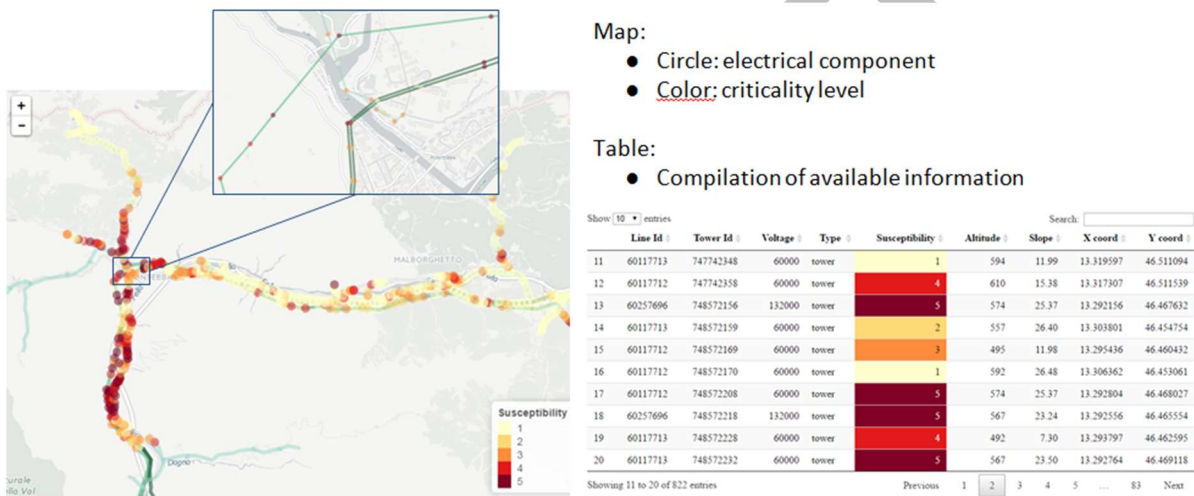 +
−
MALBORGHETTO
Dogna
Susceptibility
1
2
3
4
5
Map:
● Circle: electrical component
● Color: criticality level
Table:
● Compilation of available information
Show 10 entries
Search:
Line Id Tower Id Voltage Type Susceptibility Altitude Slope X coord Y coord
11 60117713 747742348 60000 tower 1 594 11.99 13.319597 46.511094
12 60117712 747742358 60000 tower 4 610 15.38 13.317307 46.511539
13 60257696 748572156 132000 tower 5 574 25.37 13.292156 46.467632
14 60117713 748572159 60000 tower 2 557 26.40 13.303801 46.454754
15 60117712 748572169 60000 tower 3 495 11.98 13.295436 46.460432
16 60117712 748572170 60000 tower 1 592 26.48 13.306362 46.453061
17 60117712 748572208 60000 tower 5 574 25.37 13.292804 46.468027
18 60257696 748572218 132000 tower 5 567 23.24 13.292556 46.465554
19 60117713 748572228 60000 tower 4 492 7.30 13.293797 46.462595
20 60117713 748572232 60000 tower 5 567 23.50 13.292764 46.469118
Showing 11 to 20 of 822 entries
Previous 1 2 3 4 5 … 83 Next